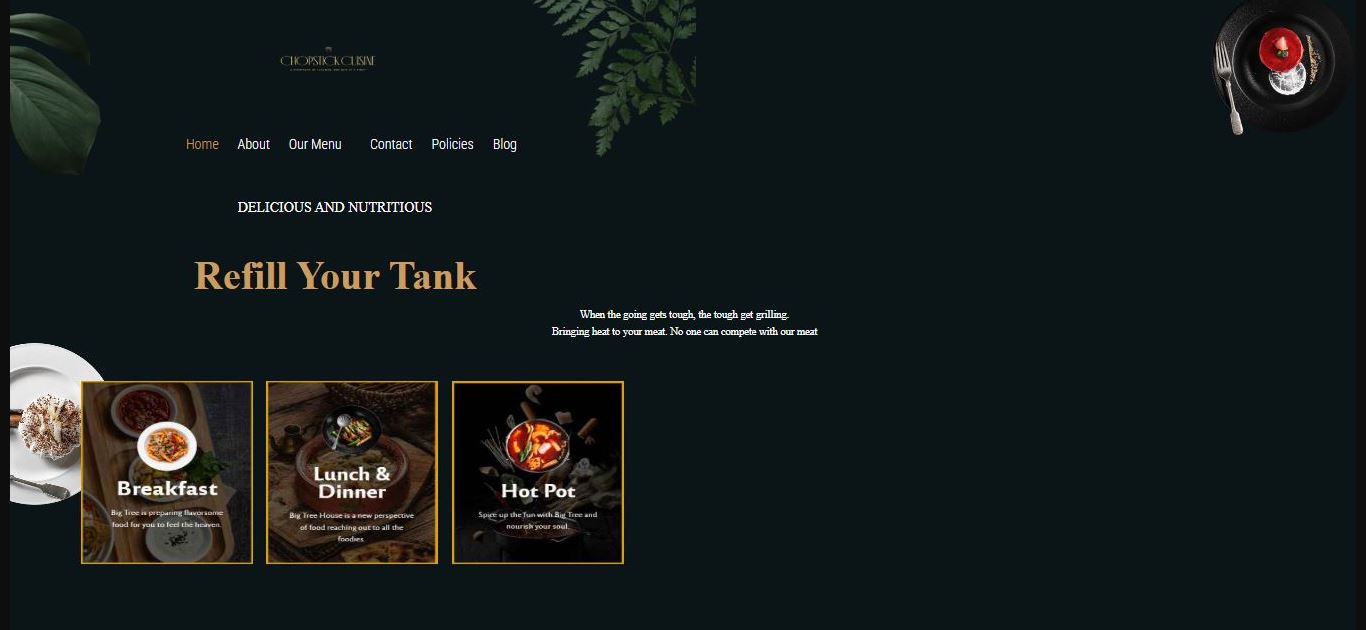 CHOPSTICK CUISINE
Home About Our Menu Contact Policies Blog
DELICIOUS AND NUTRITIOUS
Refill Your Tank
When the going gets tough, the tough get grilling.
Bringing heat to your meat. No one can compete with our meat
Breakfast
Big Tree is preparing flavorsome
food for you to feel the heaven.
Lunch &
Dinner
Big Tree House is a new perspective
of food reaching out to all the
foodies.
Hot Pot
Spice up the fun with Big Tree and
nourish your soul.